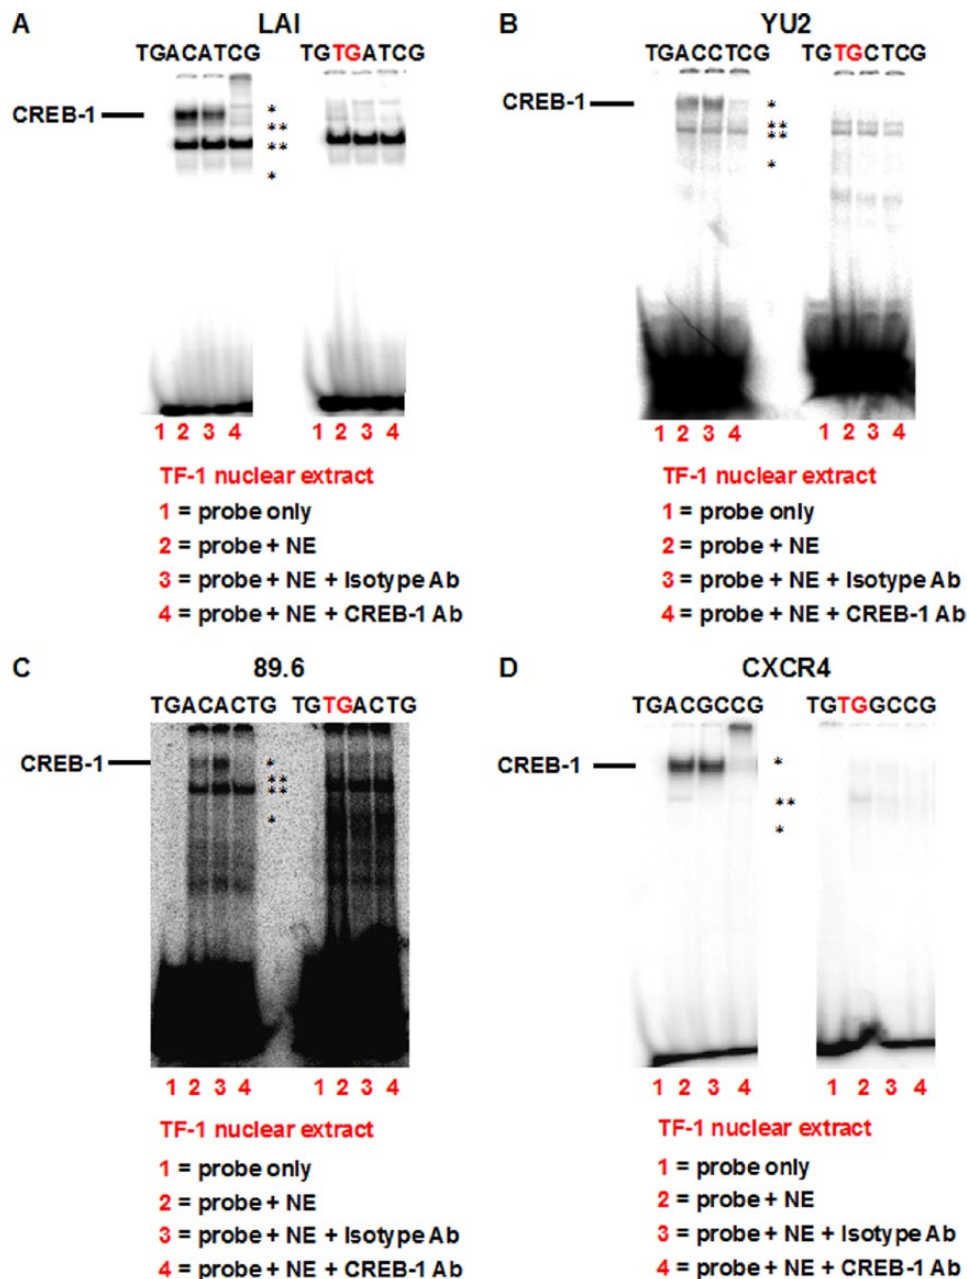 A LAI
TGACATCG TGTGATCG
CREB-1
*
**
**
*
1 2 3 4 1 2 3 4
TF-1 nuclear extract
1 = probe only
2 = probe + NE
3 = probe + NE + Isotype Ab
4 = probe + NE + CREB-1 Ab
B YU2
TGACCTCG TGTGCTCG
CREB-1
*
**
**
*
1 2 3 4 1 2 3 4
TF-1 nuclear extract
1 = probe only
2 = probe + NE
3 = probe + NE + Isotype Ab
4 = probe + NE + CREB-1 Ab
C 89.6
TGACACTG TGTGACTG
CREB-1
*
**
**
*
1 2 3 4 1 2 3 4
TF-1 nuclear extract
1 = probe only
2 = probe + NE
3 = probe + NE + Isotype Ab
4 = probe + NE + CREB-1 Ab
D CXCR4
TGACGCCG TGTGGCCG
CREB-1
*
**
*
1 2 3 4 1 2 3 4
TF-1 nuclear extract
1 = probe only
2 = probe + NE
3 = probe + NE + Isotype Ab
4 = probe + NE + CREB-1 Ab